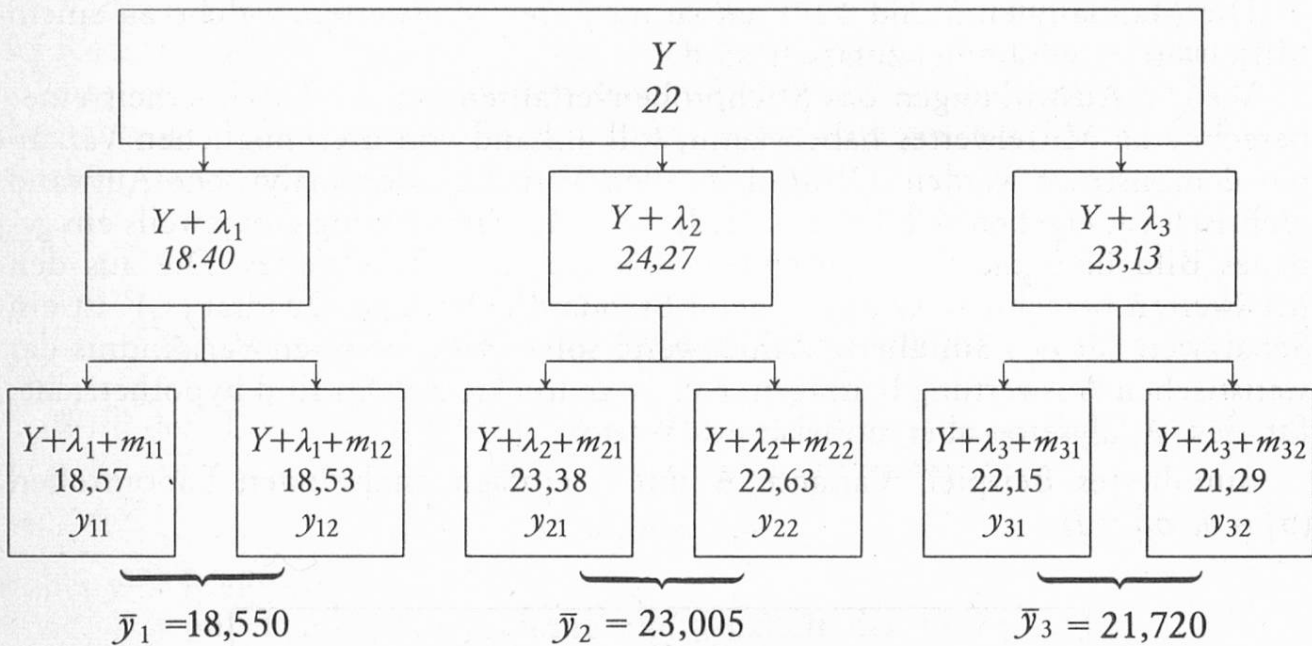 Y
22
Y + λ₁
18.40
Y + λ₂
24,27
Y + λ₃
23,13
Y+λ₁+m₁₁
18,57
y₁₁
Y+λ₁+m₁₂
18,53
y₁₂
Y+λ₂+m₂₁
23,38
y₂₁
Y+λ₂+m₂₂
22,63
y₂₂
Y+λ₃+m₃₁
22,15
y₃₁
Y+λ₃+m₃₂
21,29
y₃₂
ȳ₁ =18,550
ȳ₂ = 23,005
ȳ₃ = 21,720